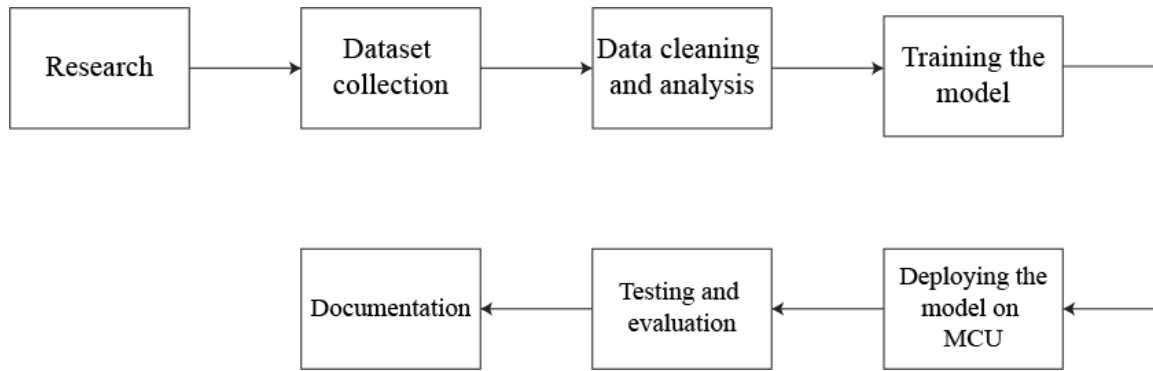 Research
Dataset
collection
Data cleaning
and analysis
Training the
model
Deploying the
model on
MCU
Testing and
evaluation
Documentation